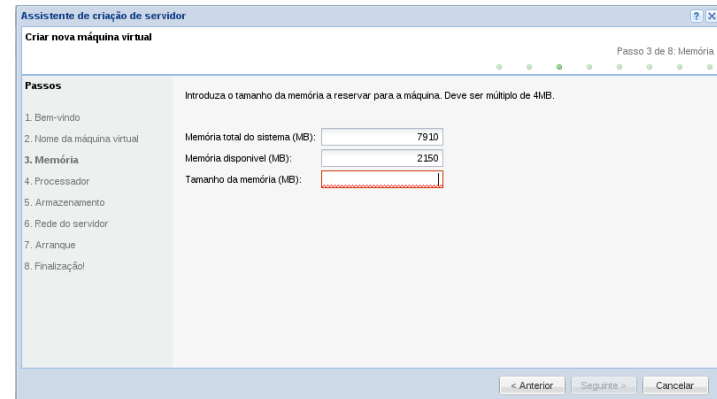 Assistente de criação de servidor
Criar nova máquina virtual
Passo 3 de 8: Memória
Passos
1. Bem-vindo
2. Nome da máquina virtual
3. Memória
4. Processador
5. Armazenamento
6. Rede do servidor
7. Arranque
8. Finalização!
Introduza o tamanho da memória a reservar para a máquina. Deve ser múltiplo de 4MB.
Memória total do sistema (MB): 7910
Memória disponivel (MB): 2150
Tamanho da memória (MB):
< Anterior
Seguinte >
Cancelar